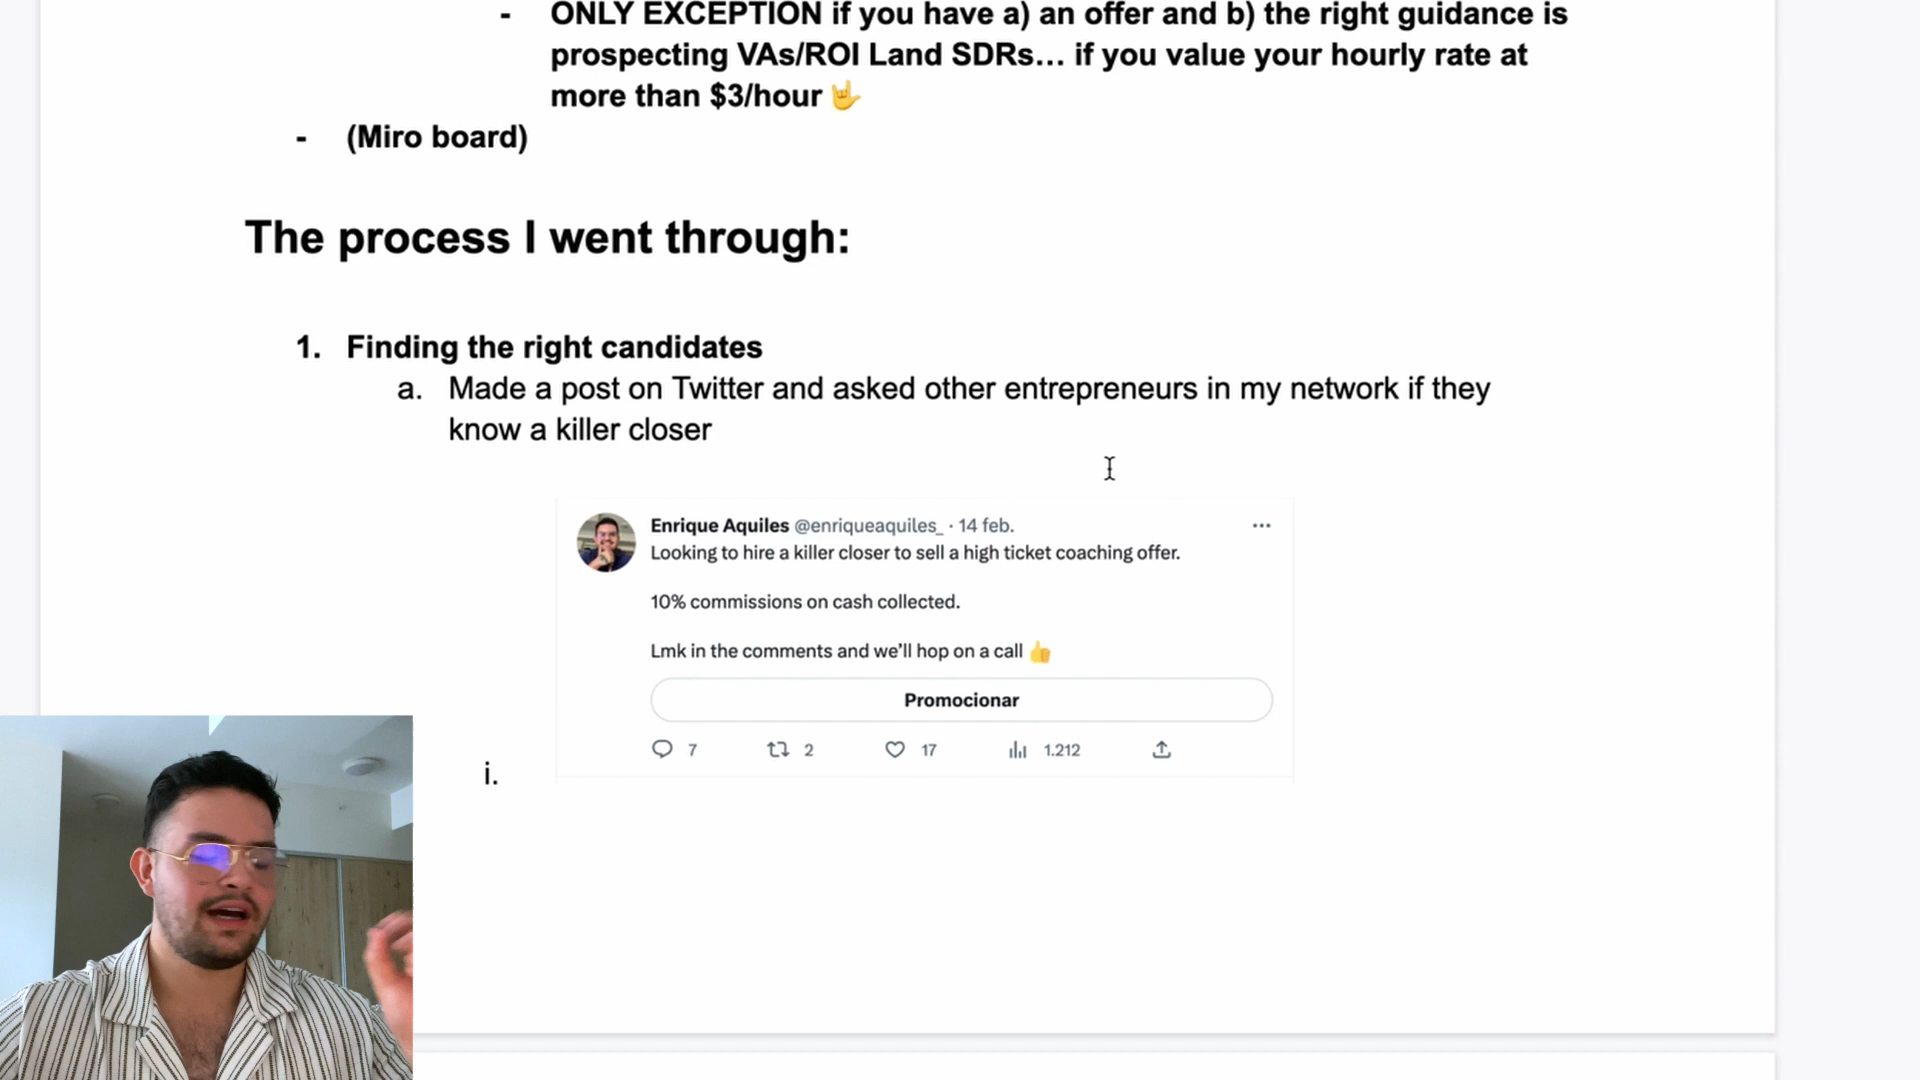 - ONLY EXCEPTION if you have a) an offer and b) the right guidance is
prospecting VAs/ROI Land SDRs... if you value your hourly rate at
more than $3/hour 🤟
- (Miro board)
The process I went through:
1. Finding the right candidates
a. Made a post on Twitter and asked other entrepreneurs in my network if they
know a killer closer
Enrique Aquiles @enriqueaquiles_ · 14 feb.
Looking to hire a killer closer to sell a high ticket coaching offer.
10% commissions on cash collected.
Lmk in the comments and we'll hop on a call 👍
Promocionar
7 2 17 1.212
i.